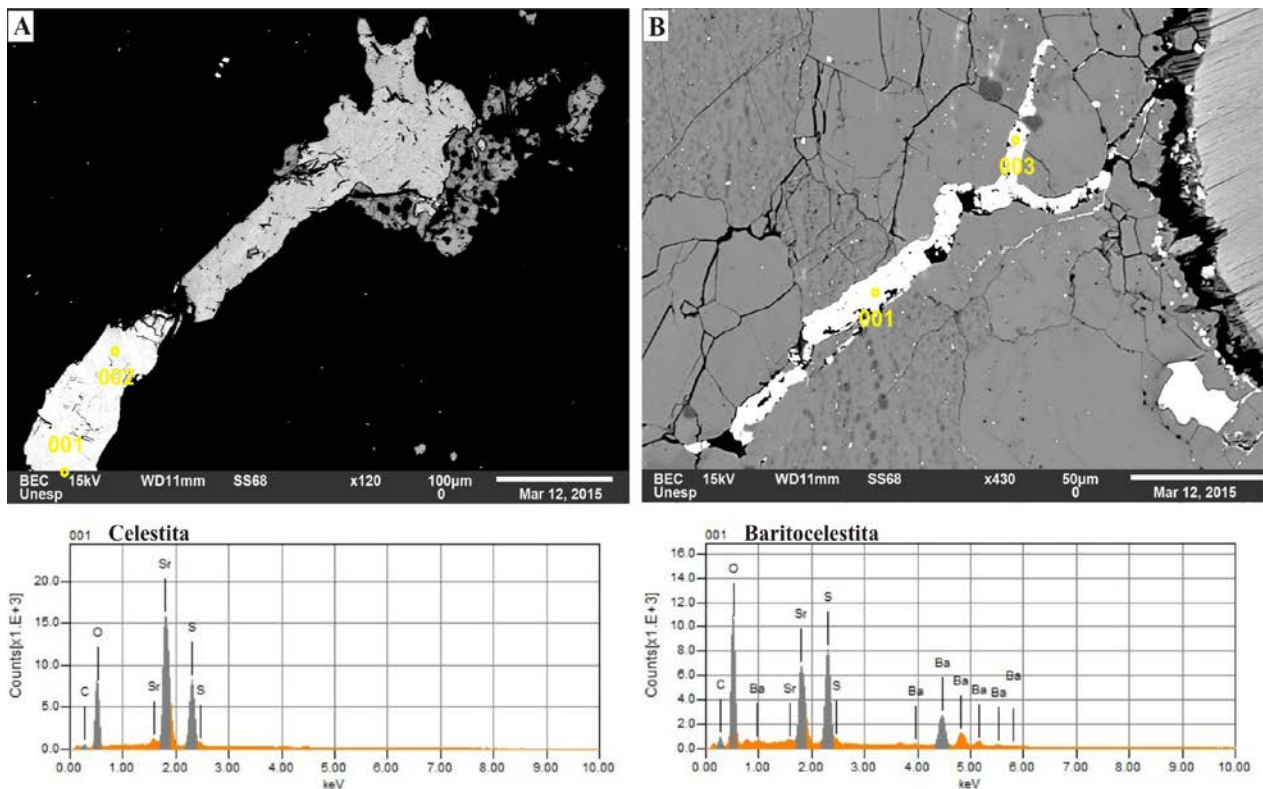 A
002
001
BEC 15kV WD11mm SS68 x120 100μm
Unesp 0 Mar 12, 2015
B
003
001
BEC 15kV WD11mm SS68 x430 50μm
Unesp 0 Mar 12, 2015
001 Celestita
Counts[x1.E+3]
20.0
15.0
10.0
5.0
0.0
C
O
Sr
Sr
S
S
0.00 1.00 2.00 3.00 4.00 5.00 6.00 7.00 8.00 9.00 10.00
keV
001 Baritocelestita
Counts[x1.E+3]
16.0
14.0
12.0
10.0
8.0
6.0
4.0
2.0
0.0
C
O
Ba
Sr
Sr
S
S
Ba
Ba
Ba
Ba
Ba
Ba
0.00 1.00 2.00 3.00 4.00 5.00 6.00 7.00 8.00 9.00 10.00
keV